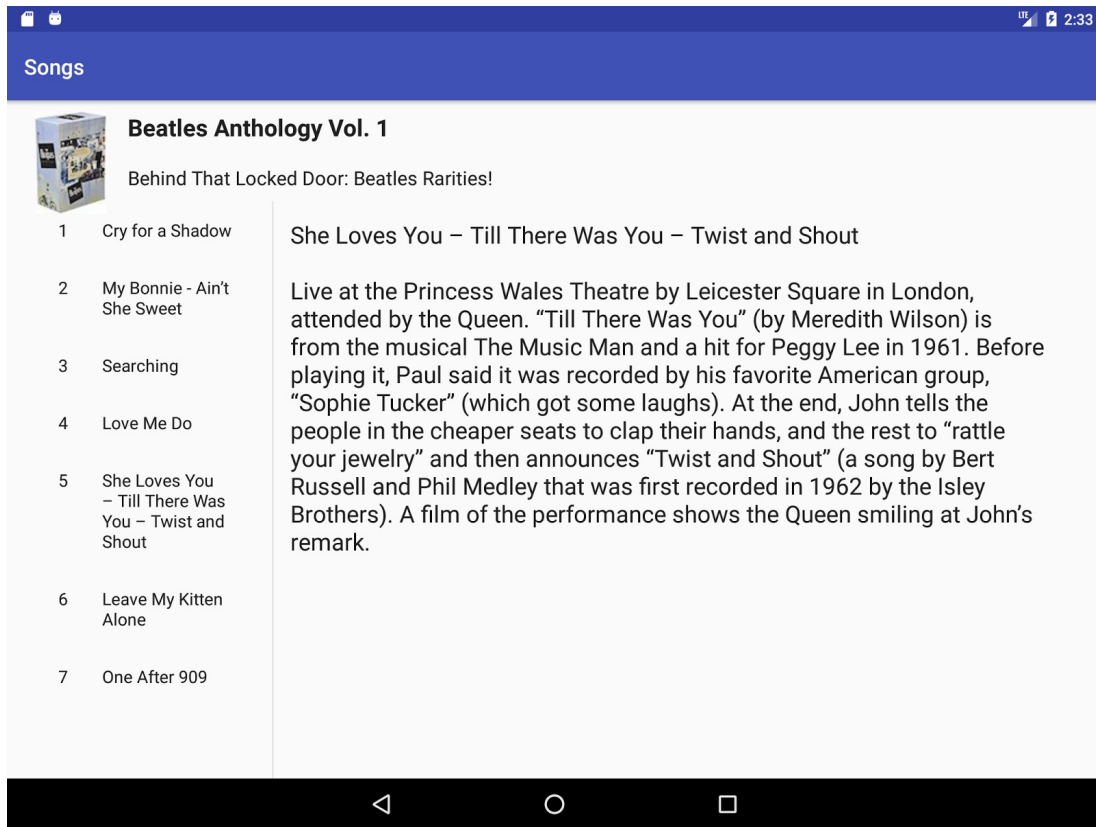 LTE 2:33
Songs
Beatles Anthology Vol. 1
Behind That Locked Door: Beatles Rarities!
1 Cry for a Shadow
2 My Bonnie - Ain’t
She Sweet
3 Searching
4 Love Me Do
5 She Loves You
– Till There Was
You – Twist and
Shout
6 Leave My Kitten
Alone
7 One After 909
She Loves You – Till There Was You – Twist and Shout
Live at the Princess Wales Theatre by Leicester Square in London,
attended by the Queen. “Till There Was You” (by Meredith Wilson) is
from the musical The Music Man and a hit for Peggy Lee in 1961. Before
playing it, Paul said it was recorded by his favorite American group,
“Sophie Tucker” (which got some laughs). At the end, John tells the
people in the cheaper seats to clap their hands, and the rest to “rattle
your jewelry” and then announces “Twist and Shout” (a song by Bert
Russell and Phil Medley that was first recorded in 1962 by the Isley
Brothers). A film of the performance shows the Queen smiling at John’s
remark.